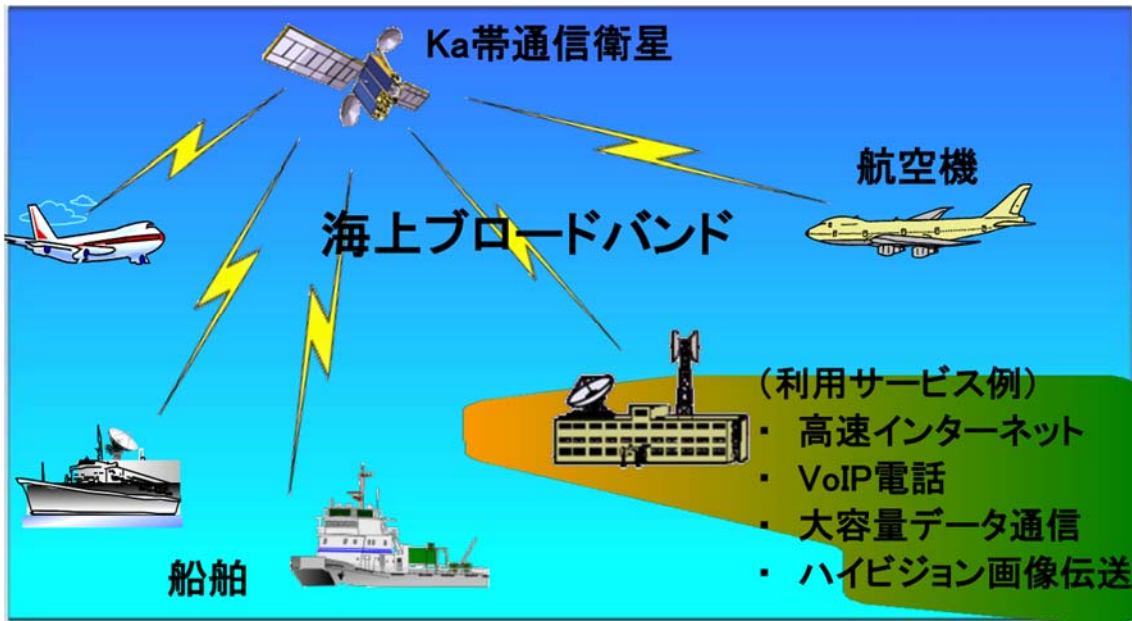 Ka帯通信衛星
航空機
海上ブロードバンド
(利用サービス例)
・ 高速インターネット
・ VoIP電話
・ 大容量データ通信
・ ハイビジョン画像伝送
船舶